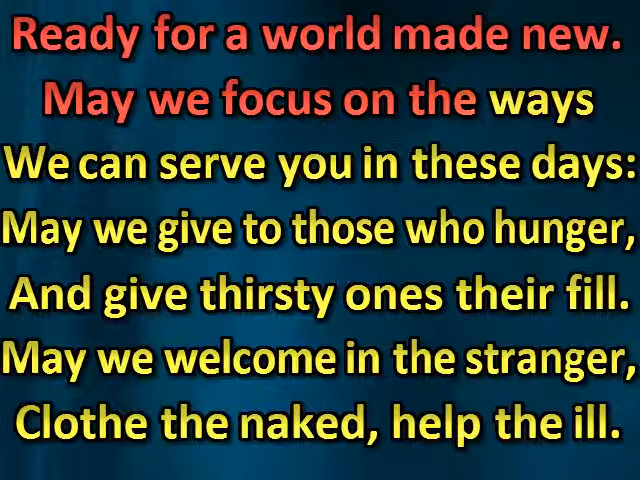 Ready for a world made new.
May we focus on the ways
We can serve you in these days:
May we give to those who hunger,
And give thirsty ones their fill.
May we welcome in the stranger,
Clothe the naked, help the ill.